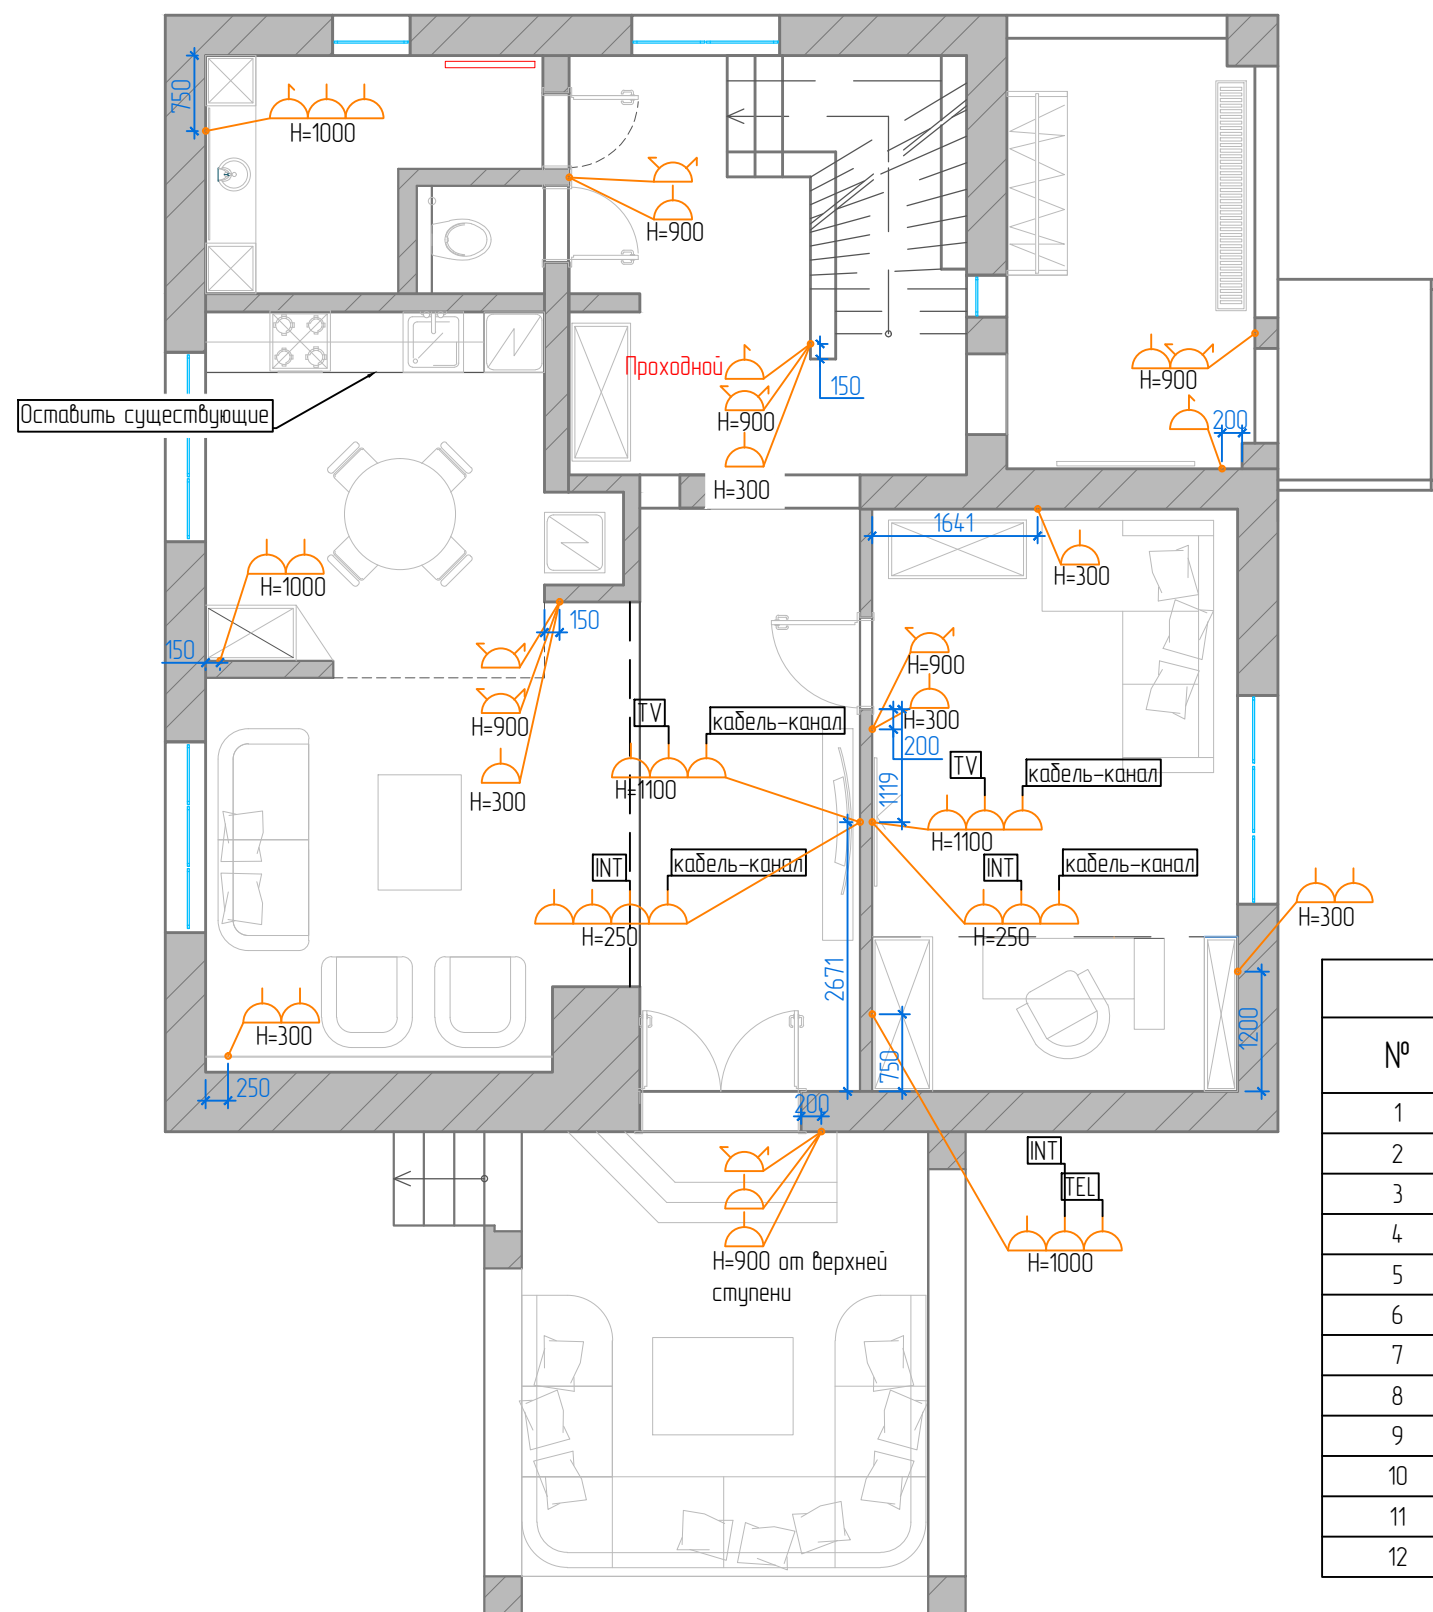 750
H=1000
H=900
Проходной
150
H=900
H=300
H=900
200
Оставить существующие
1641
H=300
H=1000
150
150
H=900
H=300
H=900
H=300
200
1119
TV
кабель-канал
H=1100
TV
кабель-канал
H=1100
INT
кабель-канал
H=250
INT
кабель-канал
H=250
H=300
2671
1200
750
H=300
250
200
INT
TEL
H=1000
H=900 от верхней
ступени
№
1
2
3
4
5
6
7
8
9
10
11
12